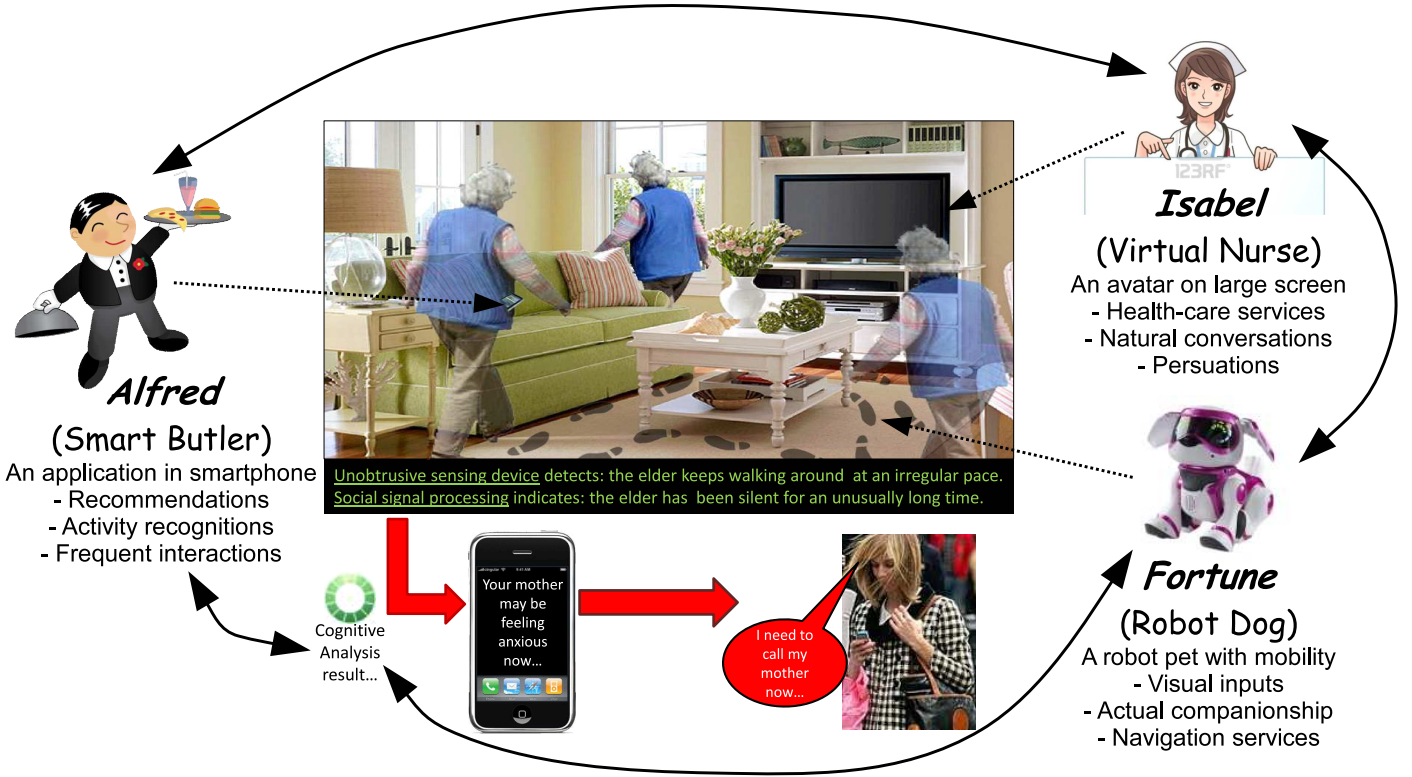 123RF
Isabel
(Virtual Nurse)
An avatar on large screen
- Health-care services
- Natural conversations
- Persuations
Alfred
(Smart Butler)
An application in smartphone
- Recommendations
- Activity recognitions
- Frequent interactions
Unobtrusive sensing device detects: the elder keeps walking around at an irregular pace.
Social signal processing indicates: the elder has been silent for an unusually long time.
Cognitive
Analysis
result...
9:41 AM
Your mother
may be
feeling
anxious
now...
I need to
call my
mother
now...
Fortune
(Robot Dog)
A robot pet with mobility
- Visual inputs
- Actual companionship
- Navigation services